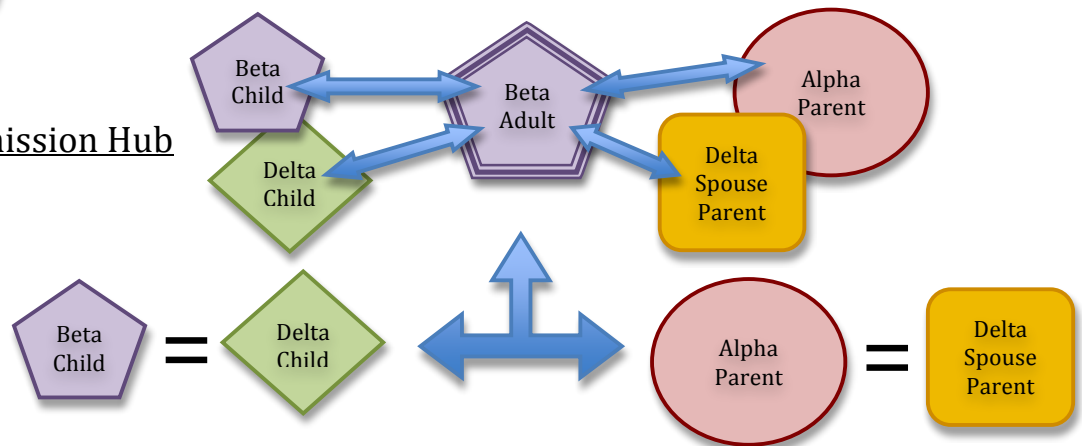 Beta
Child
Beta
Adult
Alpha
Parent
mission Hub
Delta
Child
Delta
Spouse
Parent
Beta
Child
=
Delta
Child
Alpha
Parent
=
Delta
Spouse
Parent